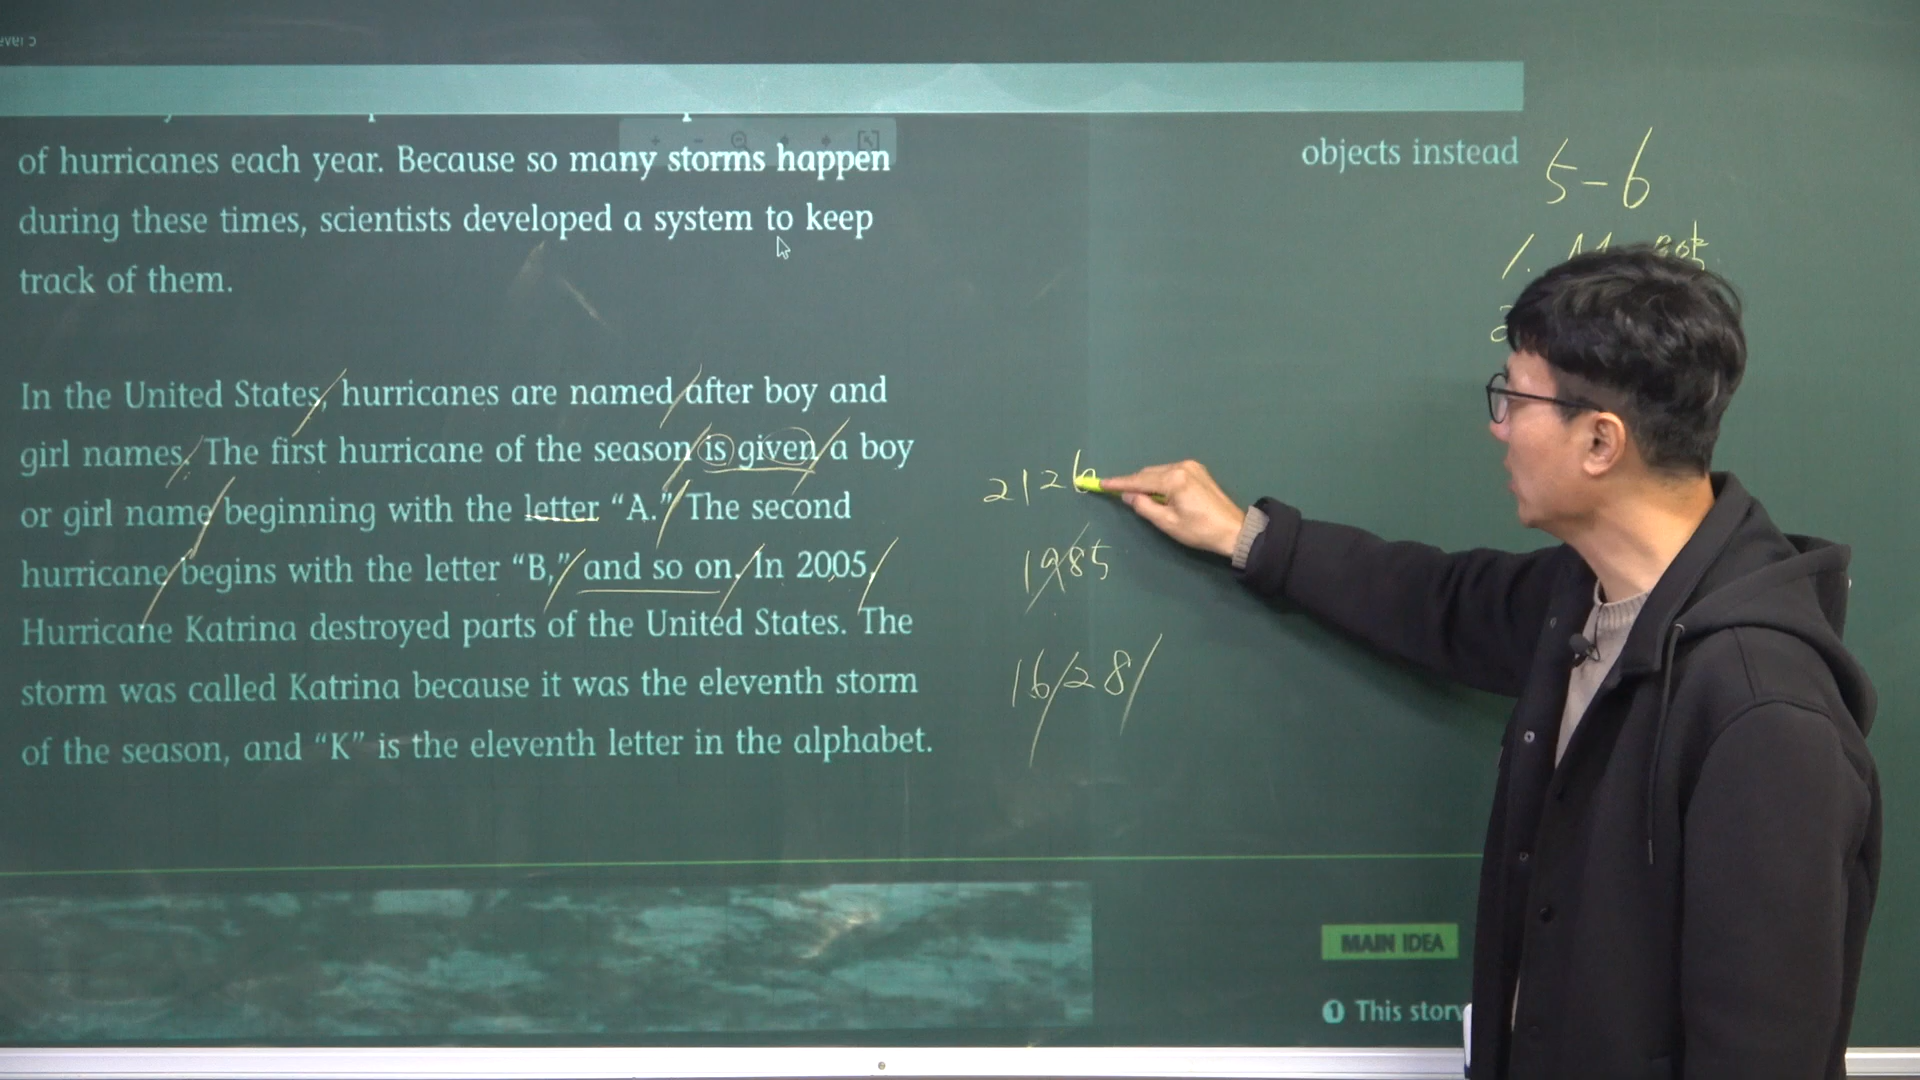 of hurricanes each year. Because so many storms happen
during these times, scientists developed a system to keep
track of them.
In the United States, hurricanes are named after boy and
girl names. The first hurricane of the season is given a boy
or girl name beginning with the letter “A.” The second
hurricane begins with the letter “B,” and so on. In 2005,
Hurricane Katrina destroyed parts of the United States. The
storm was called Katrina because it was the eleventh storm
of the season, and “K” is the eleventh letter in the alphabet.
2126
1985
16/28/
objects instead
5-6
1.
MAIN IDEA
1 This story